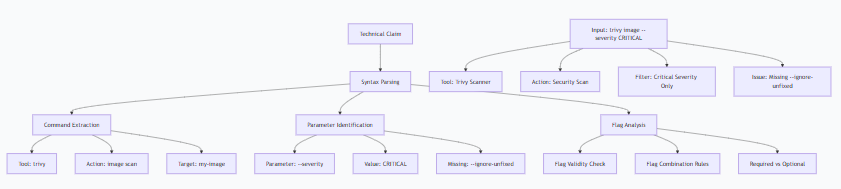 Technical Claim
Input: trivy image --
severity CRITICAL
Syntax Parsing
Tool: Trivy Scanner
Action: Security Scan
Filter: Critical Severity
Only
Issue: Missing --ignore-
unfixed
Command Extraction
Parameter Identification
Flag Analysis
Tool: trivy
Action: image scan
Target: my-image
Parameter: --severity
Value: CRITICAL
Missing: --ignore-unfixed
Flag Validity Check
Flag Combination Rules
Required vs Optional